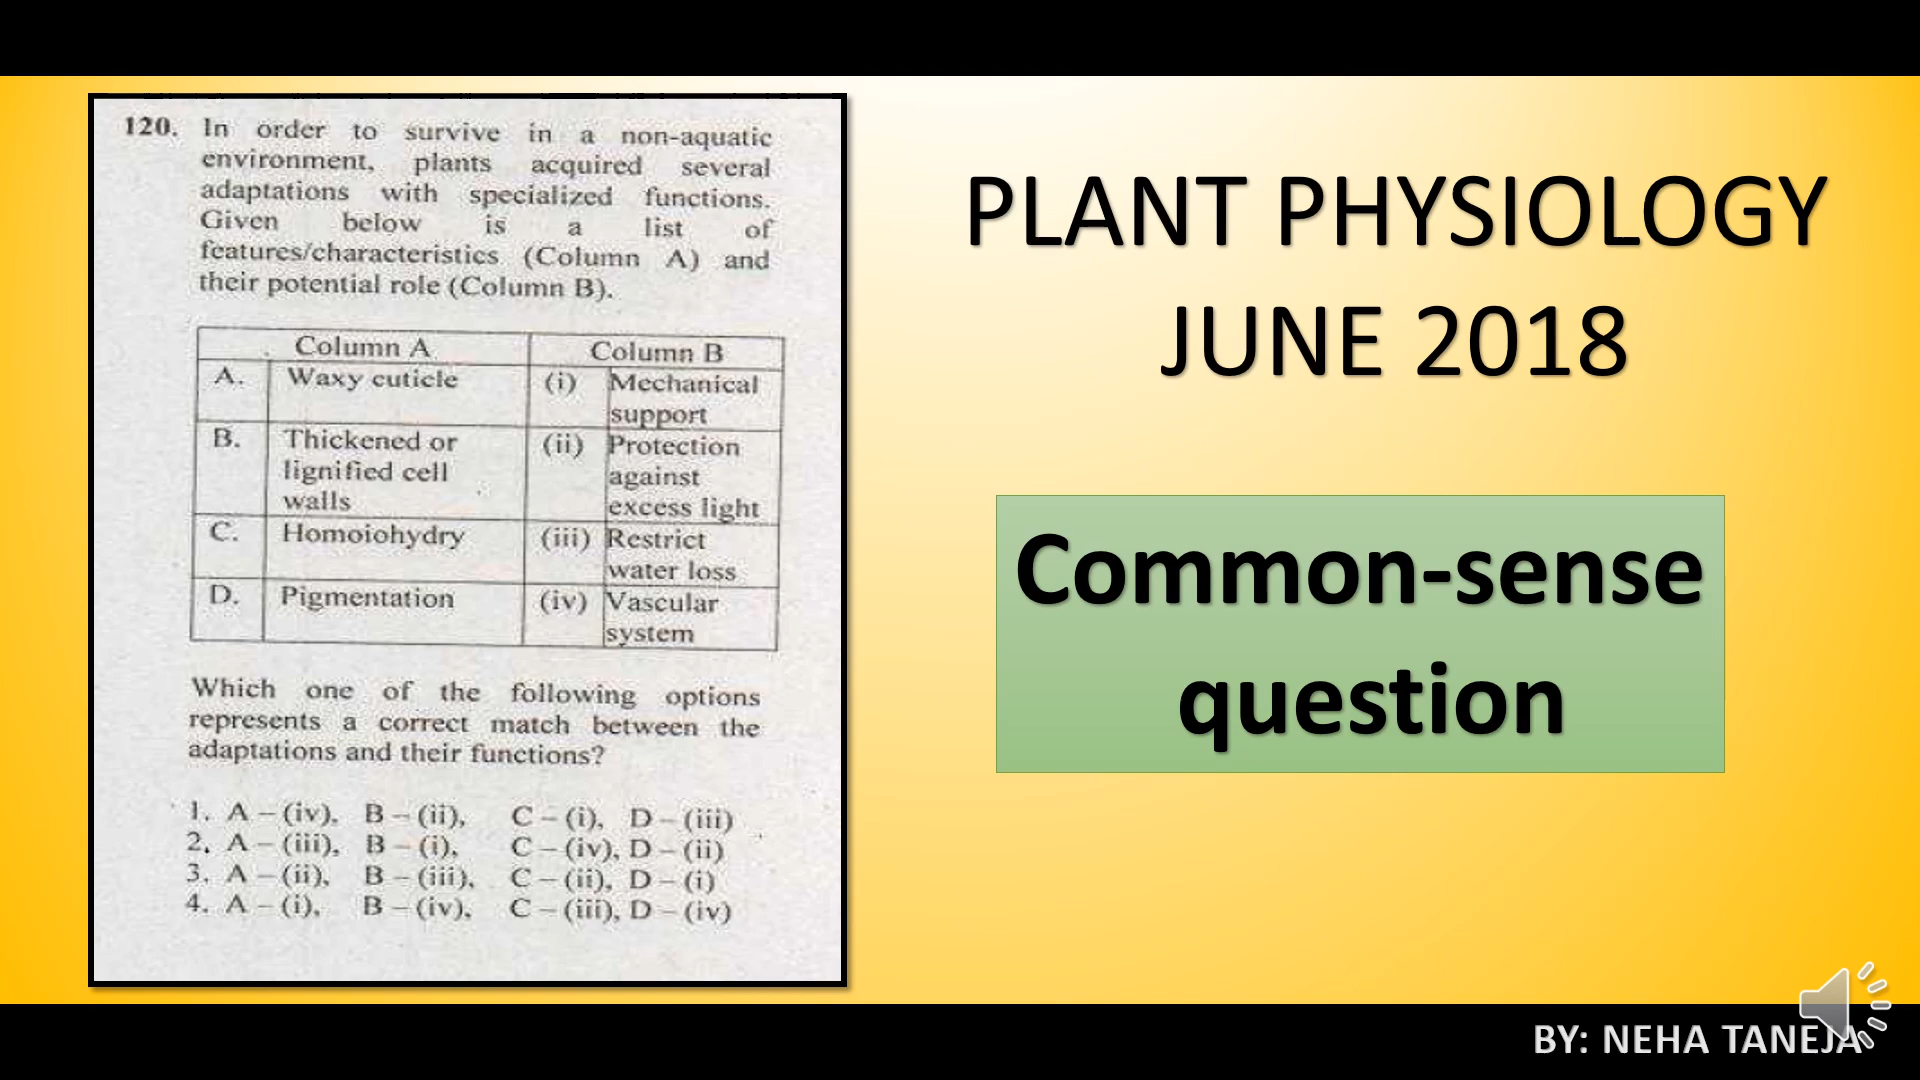 120. In order to survive in a non-aquatic
environment, plants acquired several
adaptations with specialized functions.
Given below is a list of
features/characteristics (Column A) and
their potential role (Column B).
Column A Column B
A. Waxy cuticle (i) Mechanical
support
B. Thickened or (ii) Protection
lignified cell against
walls excess light
C. Homoiohydry (iii) Restrict
water loss
D. Pigmentation (iv) Vascular
system
Which one of the following options
represents a correct match between the
adaptations and their functions?
1. A – (iv), B – (ii), C – (i), D – (iii)
2. A – (iii), B – (i), C – (iv), D – (ii)
3. A – (ii), B – (iii), C – (ii), D – (i)
4. A – (i), B – (iv), C – (iii), D – (iv)
PLANT PHYSIOLOGY
JUNE 2018
Common-sense
question
BY: NEHA TANEJA